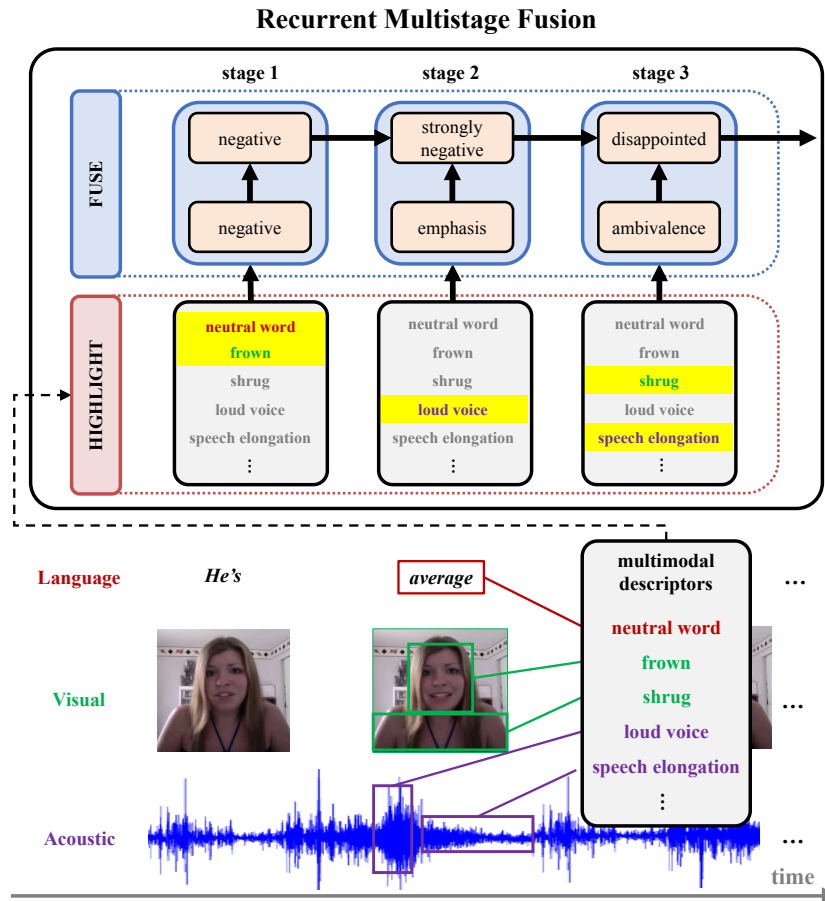 Recurrent Multistage Fusion
stage 1
stage 2
stage 3
FUSE
negative
strongly
negative
disappointed
negative
emphasis
ambivalence
HIGHLIGHT
neutral word
frown
shrug
loud voice
speech elongation
⋮
neutral word
frown
shrug
loud voice
speech elongation
⋮
neutral word
frown
shrug
loud voice
speech elongation
⋮
Language
He's
average
...
multimodal
descriptors
neutral word
frown
shrug
loud voice
speech elongation
⋮
Visual
...
Acoustic
...
time